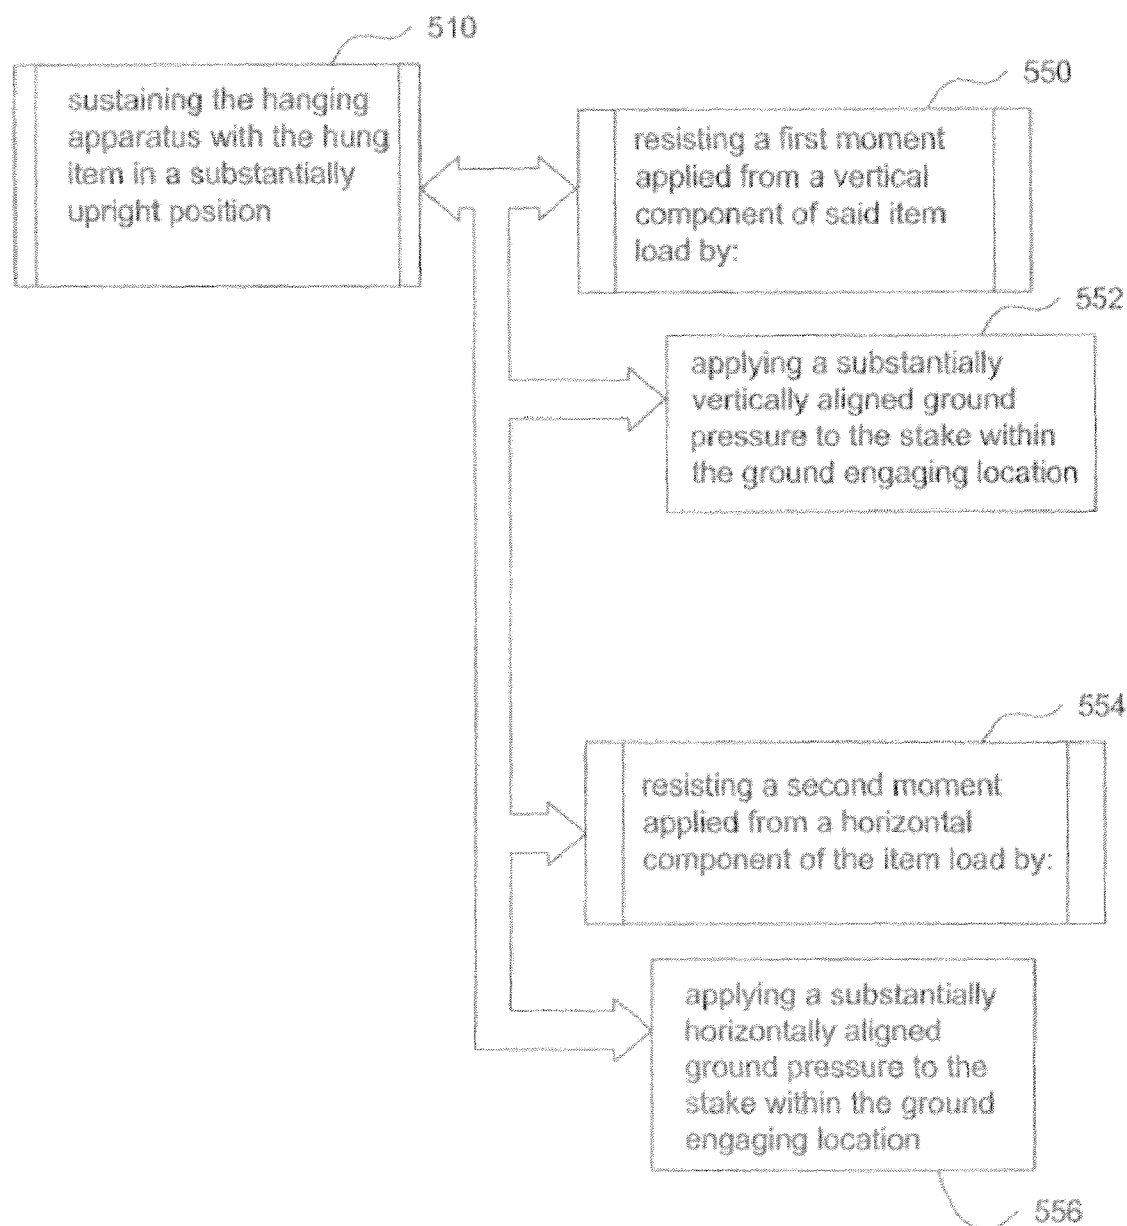 510
sustaining the hanging
apparatus with the hung
item in a substantially
upright position
550
resisting a first moment
applied from a vertical
component of said item
load by:
552
applying a substantially
vertically aligned ground
pressure to the stake within
the ground engaging location
554
resisting a second moment
applied from a horizontal
component of the item load by:
applying a substantially
horizontally aligned
ground pressure to the
stake within the ground
engaging location
556